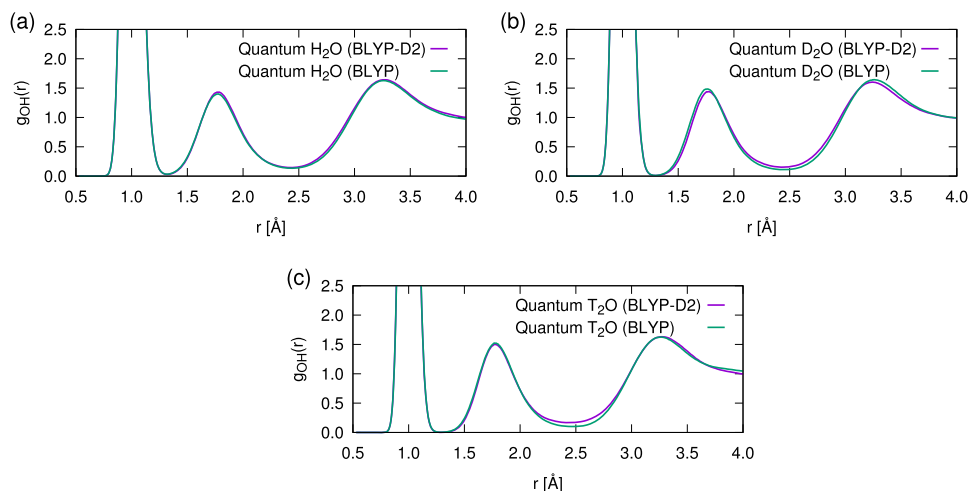 (a)
2.5
2.0
1.5
1.0
0.5
0.0
gOH(r)
Quantum H2O (BLYP-D2)
Quantum H2O (BLYP)
0.5 1.0 1.5 2.0 2.5 3.0 3.5 4.0
r [Å]
(b)
2.5
2.0
1.5
1.0
0.5
0.0
gOH(r)
Quantum D2O (BLYP-D2)
Quantum D2O (BLYP)
0.5 1.0 1.5 2.0 2.5 3.0 3.5 4.0
r [Å]
(c)
2.5
2.0
1.5
1.0
0.5
0.0
gOH(r)
Quantum T2O (BLYP-D2)
Quantum T2O (BLYP)
0.5 1.0 1.5 2.0 2.5 3.0 3.5 4.0
r [Å]